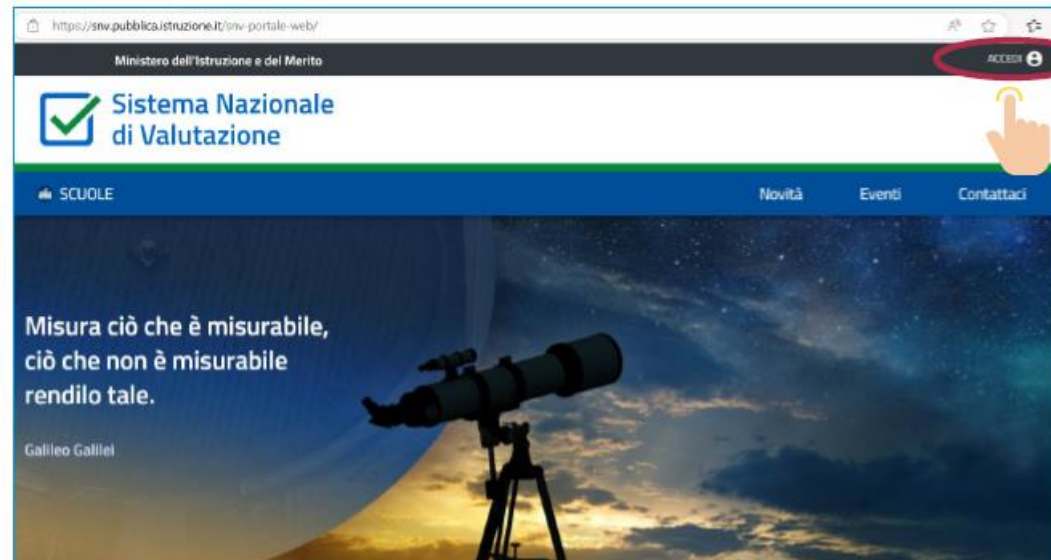 https://snv.pubblica.istruzione.it/snv-portale-web/
Ministero dell'Istruzione e del Merito
ACCEDI
Sistema Nazionale
di Valutazione
SCUOLE
Novità
Eventi
Contattaci
Misura ciò che è misurabile,
ciò che non è misurabile
rendilo tale.
Galileo Galilei